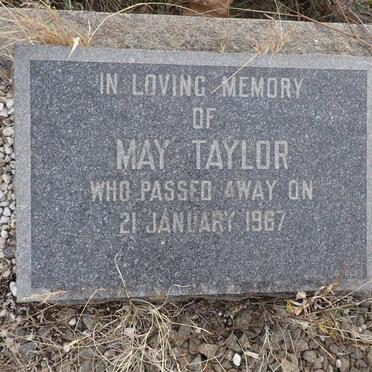 IN LOVING MEMORY
OF
MAY TAYLOR
WHO PASSED AWAY ON
21 JANUARY 1967